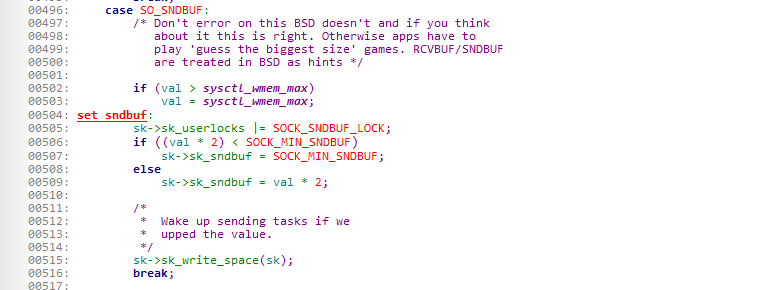 00496: case SO_SNDBUF:
00497: /* Don't error on this BSD doesn't and if you think
00498: about it this is right. Otherwise apps have to
00499: play 'guess the biggest size' games. RCVBUF/SNDBUF
00500: are treated in BSD as hints */
00501:
00502: if (val > sysctl_wmem_max)
00503: val = sysctl_wmem_max;
00504: set_sndbuf:
00505: sk->sk_userlocks |= SOCK_SNDBUF_LOCK;
00506: if ((val * 2) < SOCK_MIN_SNDBUF)
00507: sk->sk_sndbuf = SOCK_MIN_SNDBUF;
00508: else
00509: sk->sk_sndbuf = val * 2;
00510:
00511: /*
00512: * Wake up sending tasks if we
00513: * upped the value.
00514: */
00515: sk->sk_write_space(sk);
00516: break;
00517: